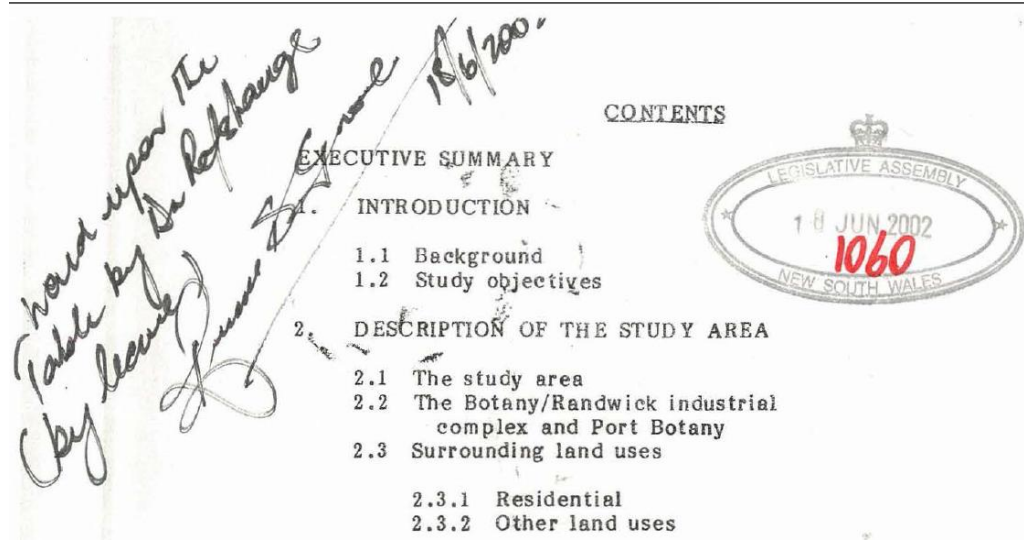 Laid upon the
Table by Dr Refshauge
(by leave)
18/6/200
CONTENTS
EXECUTIVE SUMMARY
1. INTRODUCTION
1.1 Background
1.2 Study objectives
2. DESCRIPTION OF THE STUDY AREA
2.1 The study area
2.2 The Botany/Randwick industrial
complex and Port Botany
2.3 Surrounding land uses
2.3.1 Residential
2.3.2 Other land uses
LEGISLATIVE ASSEMBLY
18 JUN 2002
1060
NEW SOUTH WALES